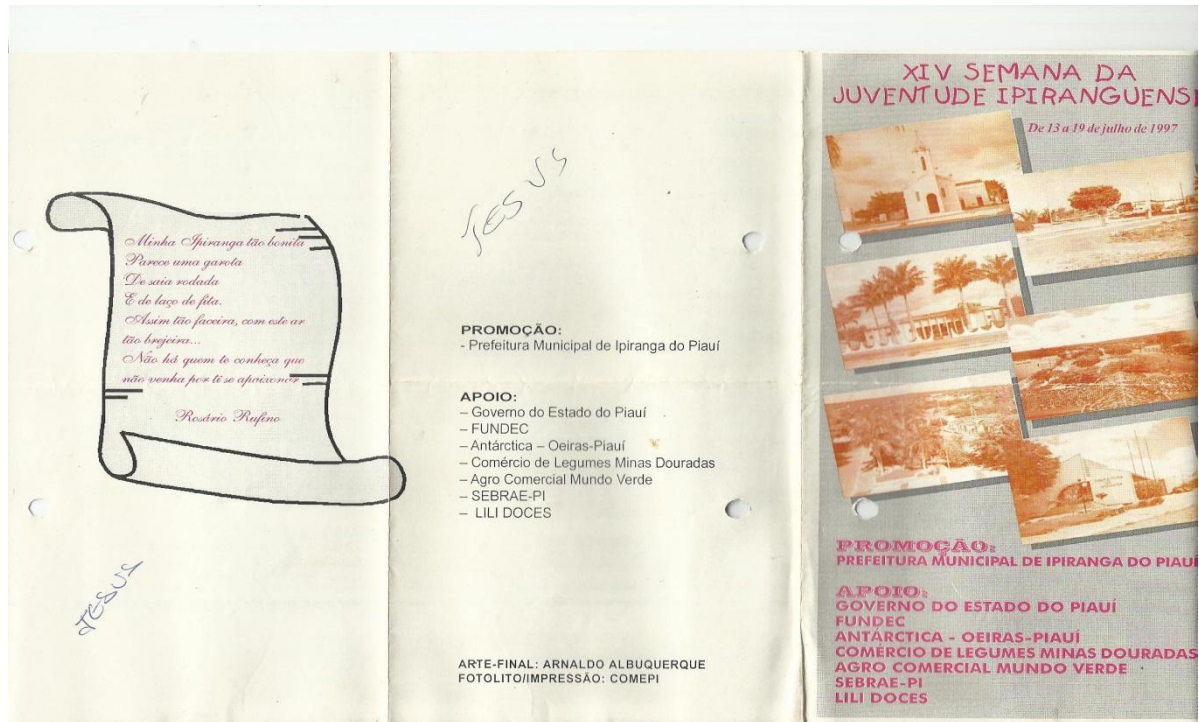 Minha Ipiranga tão bonita
Parece uma garota
De saia rodada
E de laço de fita.
Assim tão faceira, com este ar
tão brejeira...
Não há quem te conheça que
não venha por ti se apaixonar
Rosário Rufino
JESUS
JESUS
PROMOÇÃO:
- Prefeitura Municipal de Ipiranga do Piauí
APOIO:
– Governo do Estado do Piauí
– FUNDEC
– Antárctica – Oeiras-Piauí
– Comércio de Legumes Minas Douradas
– Agro Comercial Mundo Verde
– SEBRAE-PI
– LILI DOCES
ARTE-FINAL: ARNALDO ALBUQUERQUE
FOTOLITO/IMPRESSÃO: COMEPI
XIV SEMANA DA
JUVENTUDE IPIRANGUENS
De 13 a 19 de julho de 1997
PROMOÇÃO:
PREFEITURA MUNICIPAL DE IPIRANGA DO PIAUÍ
APOIO:
GOVERNO DO ESTADO DO PIAUÍ
FUNDEC
ANTÁRCTICA - OEIRAS-PIAUÍ
COMÉRCIO DE LEGUMES MINAS DOURADAS
AGRO COMERCIAL MUNDO VERDE
SEBRAE-PI
LILI DOCES